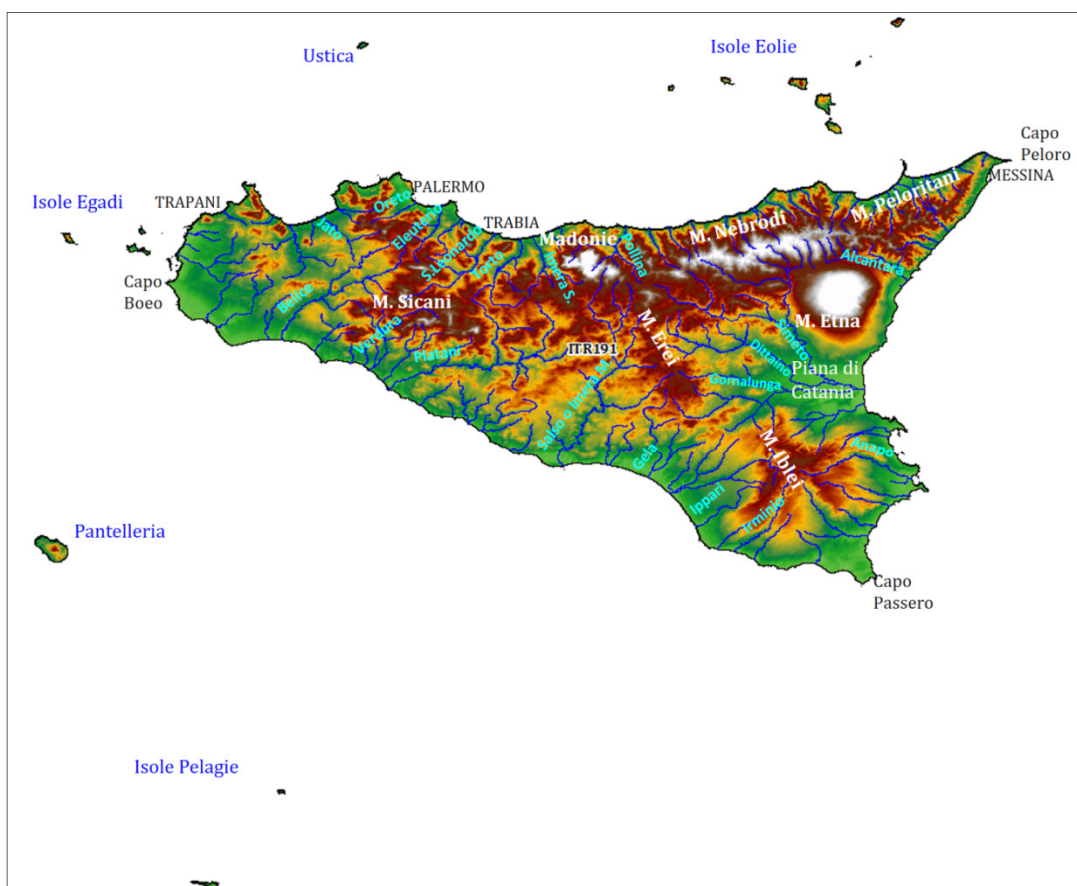 Isole Eolie
Ustica
Capo
Peloro
MESSINA
PALERMO
TRAPANI
Isole Egadi
Oreto
TRABIA
Jato
Eleuterio
M. Peloritani
M. Nebrodi
Madonie
Pollina
S.Leonardo
Torto
Imera S.
Alcantara
Capo
Boeo
Belice
M. Sicani
M. Etna
Verdura
Platani
ITR191
M. Erei
Simeto.
Dittaino
Piana di
Catania
Gornalunga
Salso o Imera M.
Gela
M. Iblei
Anapo
Ippari
Irminio
Pantelleria
Capo
Passero
Isole Pelagie